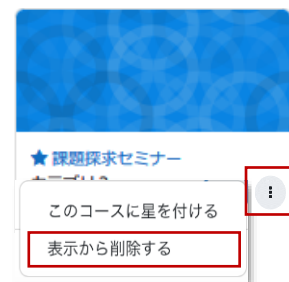 課題探求セミナー
このコースに星を付ける
表示から削除する